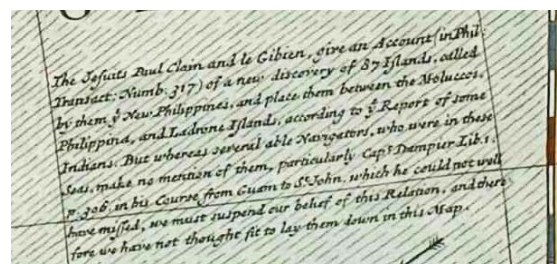 The Jesuits Paul Clain and le Gibien, give an Account (in Phil:
Transact: Numb. 317) of a new discovery of 87 Islands, called
by them yͤ New Philippines, and place them between the Moluccos,
Philippina, and Ladrone Islands, according to yͤ Report of some
Indians. But whereas several able Navigators, who were in these
Seas, make no mention of them, particularly Capᵗ Dampier Lib.1.
P.306. in his Course from Guam to Sᵗ John, which he could not well
have missed, we must suspend our belief of this Relation, and there
fore we have not thought fit to lay them down in this Map.